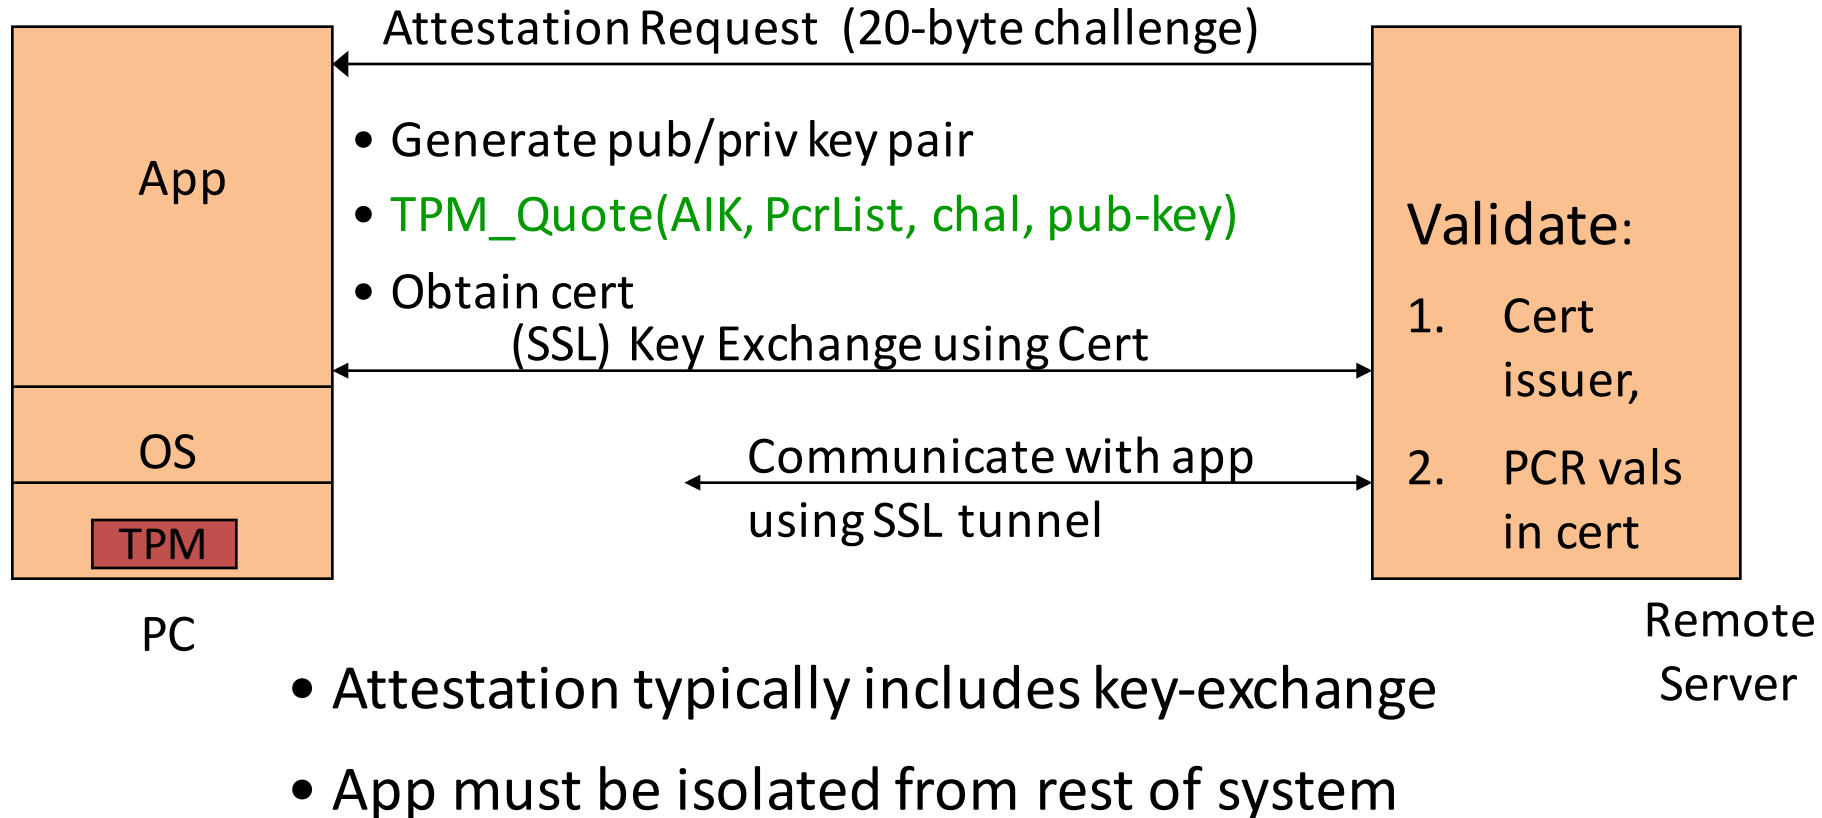 Attestation Request (20-byte challenge)
App
• Generate pub/priv key pair
• TPM_Quote(AIK, PcrList, chal, pub-key)
• Obtain cert
(SSL) Key Exchange using Cert
OS
Communicate with app
using SSL tunnel
TPM
PC
Validate:
1. Cert
issuer,
2. PCR vals
in cert
Remote
Server
• Attestation typically includes key-exchange
• App must be isolated from rest of system